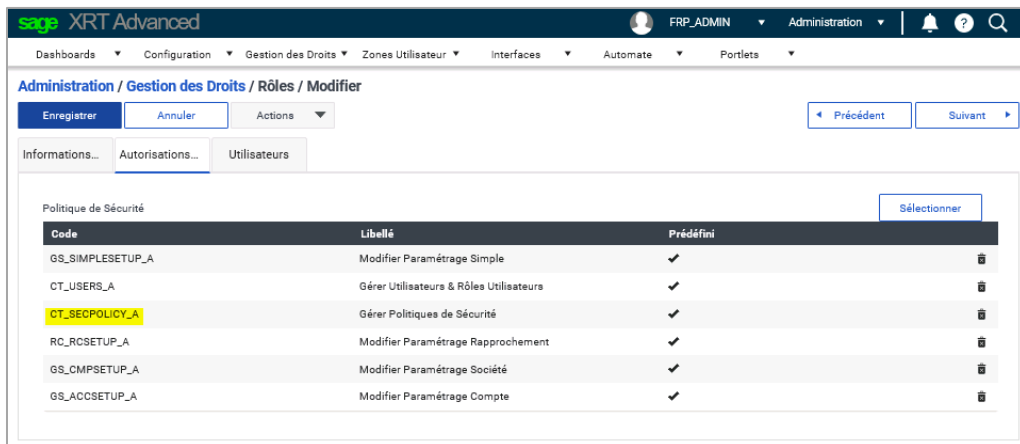 sage XRT Advanced FRP_ADMIN Administration
Dashboards Configuration Gestion des Droits Zones Utilisateur Interfaces Automate Portlets
Administration / Gestion des Droits / Rôles / Modifier
Enregistrer Annuler Actions Précédent Suivant
Informations... Autorisations... Utilisateurs
Politique de Sécurité Sélectionner
Code Libellé Prédéfini
GS_SIMPLESETUP_A Modifier Paramétrage Simple
CT_USERS_A Gérer Utilisateurs & Rôles Utilisateurs
CT_SECPOLICY_A Gérer Politiques de Sécurité
RC_RCSETUP_A Modifier Paramétrage Rapprochement
GS_CMPSETUP_A Modifier Paramétrage Société
GS_ACCSETUP_A Modifier Paramétrage Compte